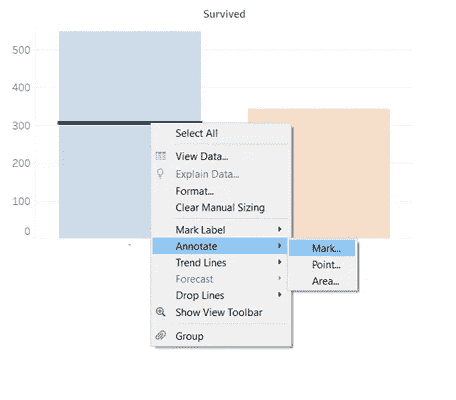 Survived
500
400
300
200
100
0
Select All
View Data...
Explain Data...
Format...
Clear Manual Sizing
Mark Label
Annotate
Trend Lines
Forecast
Drop Lines
Show View Toolbar
Group
Mark...
Point...
Area...